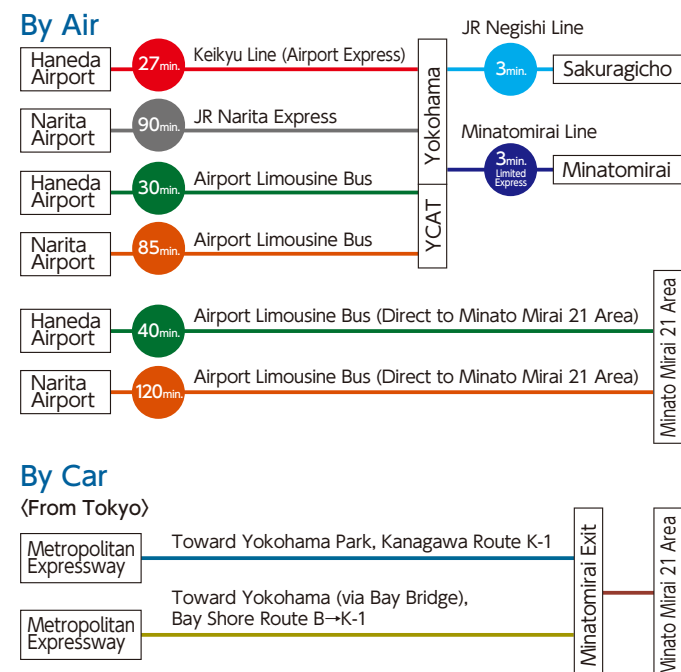 By Air
JR Negishi Line
Haneda
Airport
27min.
Keikyu Line (Airport Express)
Yokohama
3min.
Sakuragicho
Narita
Airport
90min.
JR Narita Express
Minatomirai Line
3min.
Limited
Express
Minatomirai
Haneda
Airport
30min.
Airport Limousine Bus
YCAT
Narita
Airport
85min.
Airport Limousine Bus
Haneda
Airport
40min.
Airport Limousine Bus (Direct to Minato Mirai 21 Area)
Minato Mirai 21 Area
Narita
Airport
120min.
Airport Limousine Bus (Direct to Minato Mirai 21 Area)
By Car
〈From Tokyo〉
Metropolitan
Expressway
Toward Yokohama Park, Kanagawa Route K-1
Minatomirai Exit
Minato Mirai 21 Area
Metropolitan
Expressway
Toward Yokohama (via Bay Bridge),
Bay Shore Route B→K-1